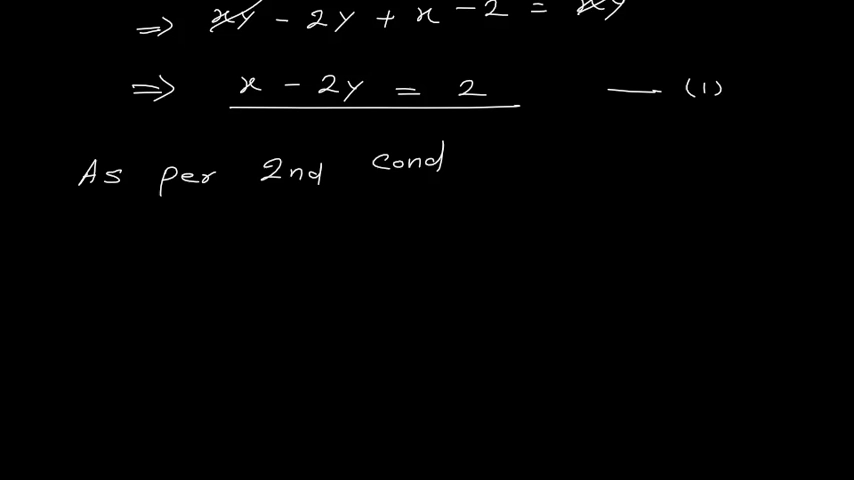 ⇒ xy - 2y + x - 2 = xy
⇒ x - 2y = 2 — (1)
As per 2nd cond